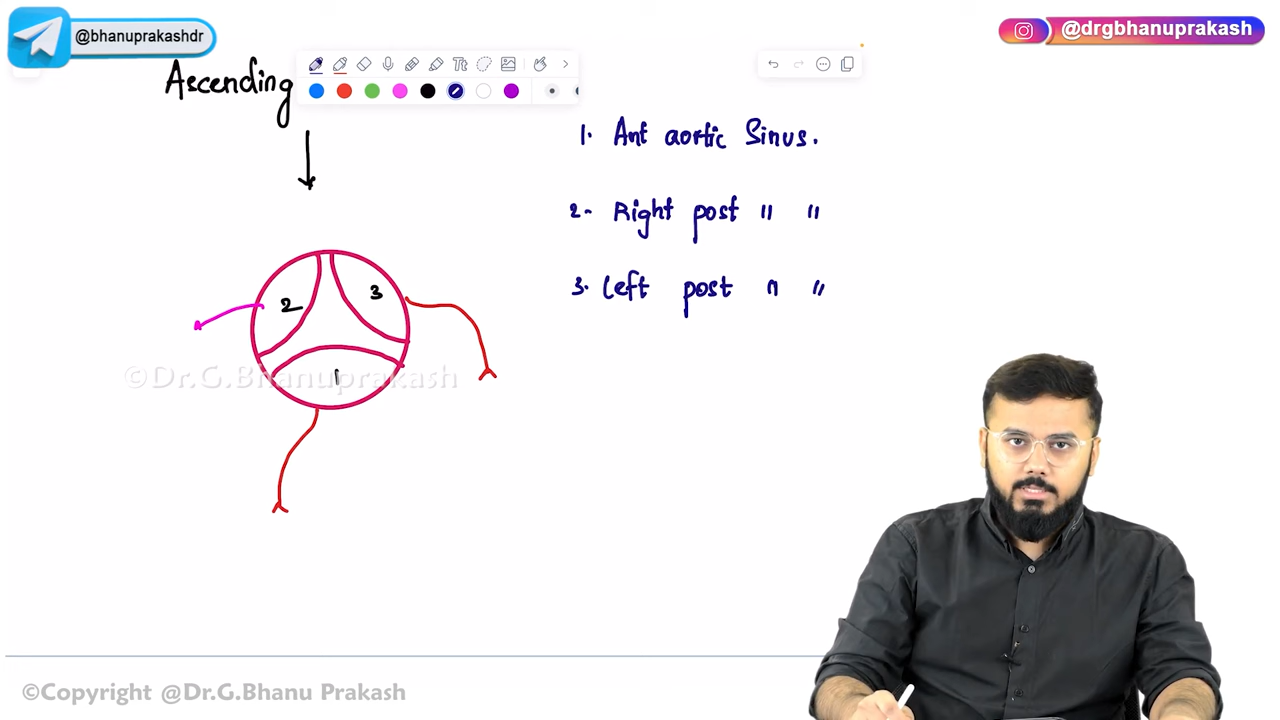 @bhanuprakashdr
@drgbhanuprakash
Ascending
Tt
1. Ant aortic Sinus.
2. Right post " "
3. Left post " "
2
3
1
©Dr.G.Bhanuprakash
©Copyright @Dr.G.Bhanu Prakash